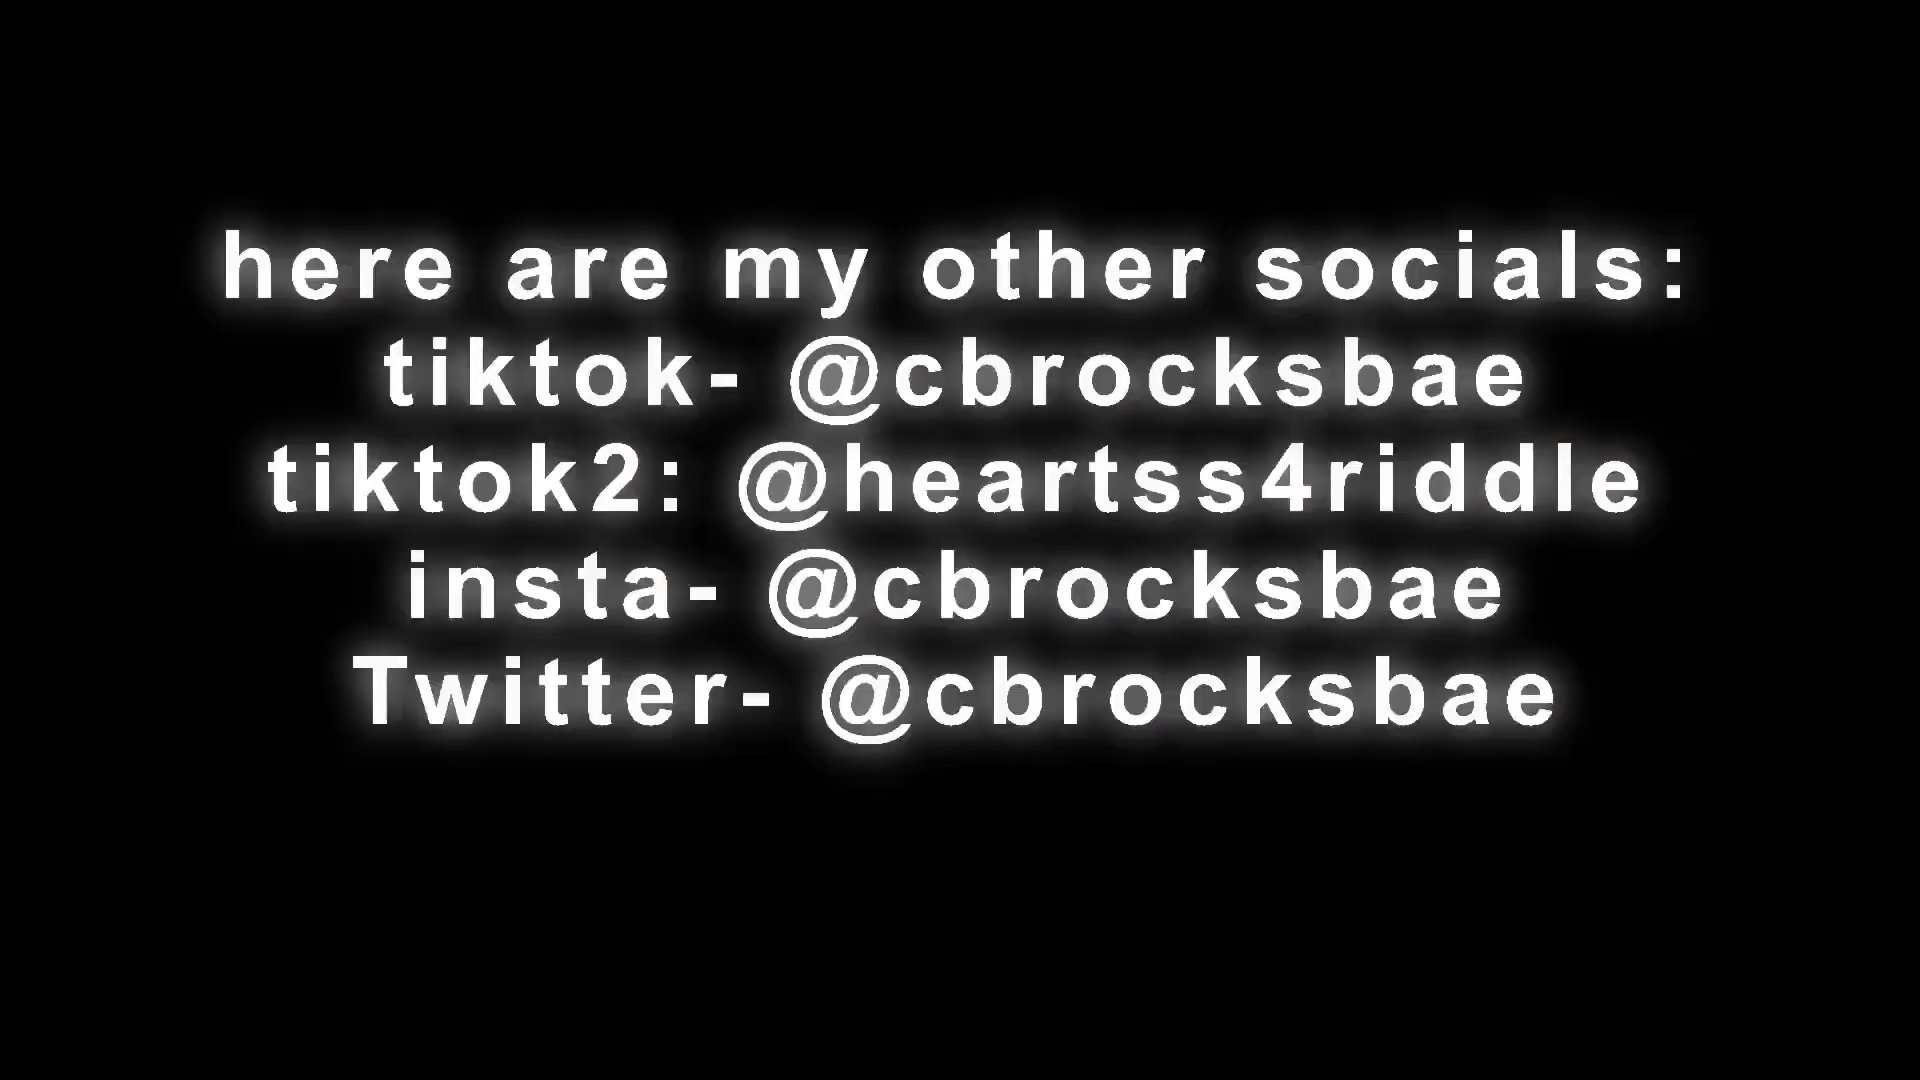 here are my other socials:
tiktok- @cbrocksbae
tiktok2: @heartss4riddle
insta- @cbrocksbae
Twitter- @cbrocksbae